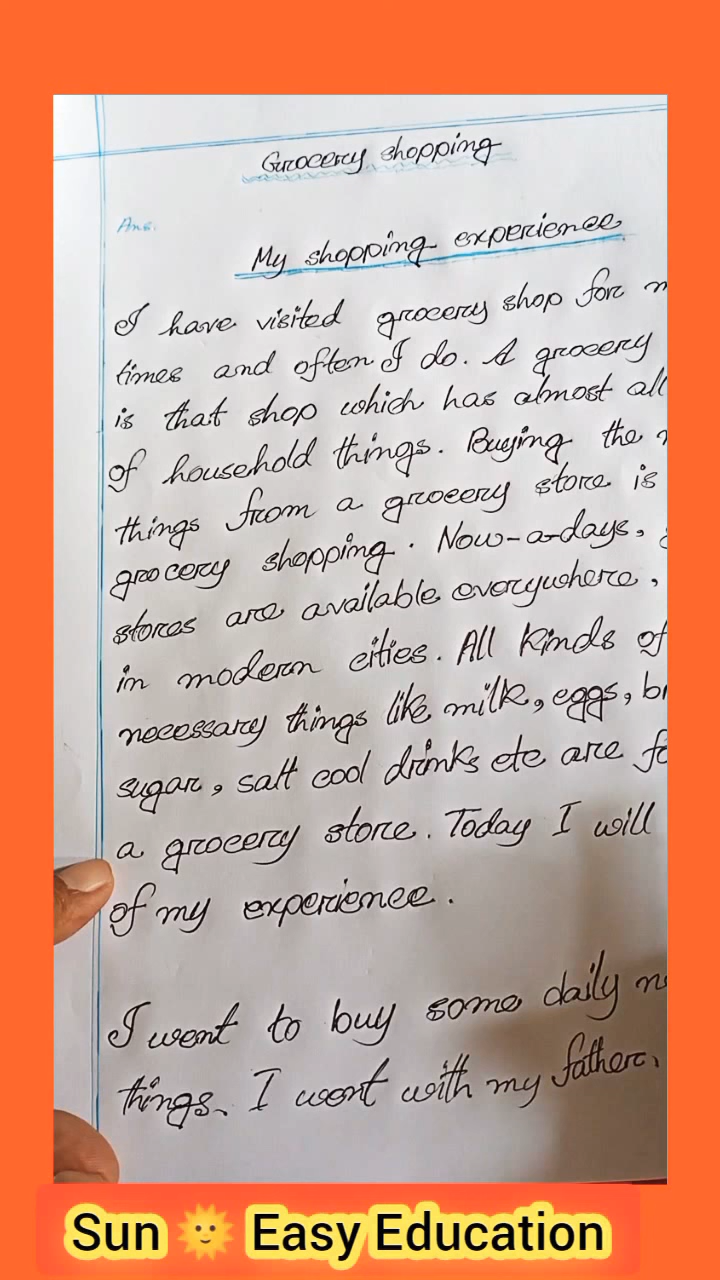 Grocery shopping
Ans.
My shopping experience
I have visited grocery shop for
times and often I do. A grocery
is that shop which has almost all
of household things. Buying the
things from a grocery store is
grocery shopping. Now-a-days,
stores are available everywhere,
in modern cities. All kinds of
necessary things like milk, eggs,
sugar, salt cool drinks etc are
a grocery store. Today I will
of my experience.
I went to buy some daily
things. I went with my father.
Sun 🌞 Easy Education